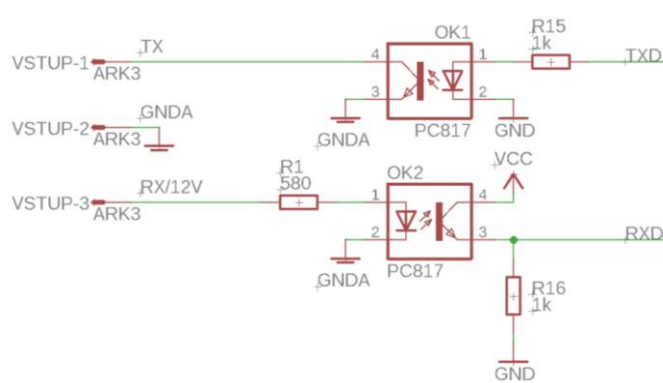 VSTUP-1
ARK3
TX
4
3
GNDA
OK1
PC817
1
2
GND
R15
1k
TXD
VSTUP-2
ARK3
GNDA
VSTUP-3
ARK3
RX/12V
R1
580
1
2
GNDA
OK2
PC817
4
3
VCC
RXD
R16
1k
GND